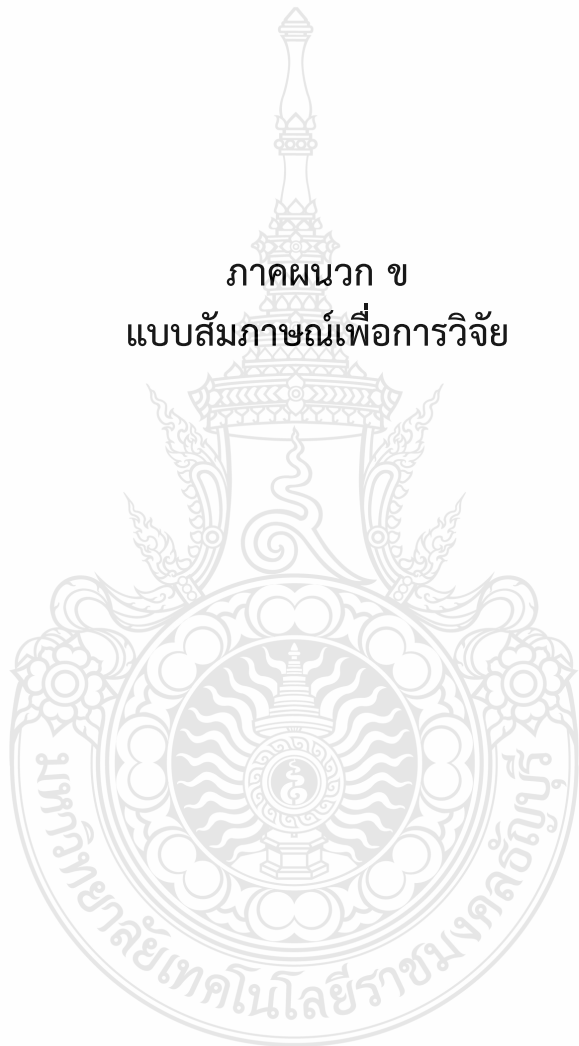 ภาคผนวก ข
แบบสัมภาษณ์เพื่อการวิจัย
มหาวิทยาลัยเทคโนโลยีราชมงคลธัญบุรี